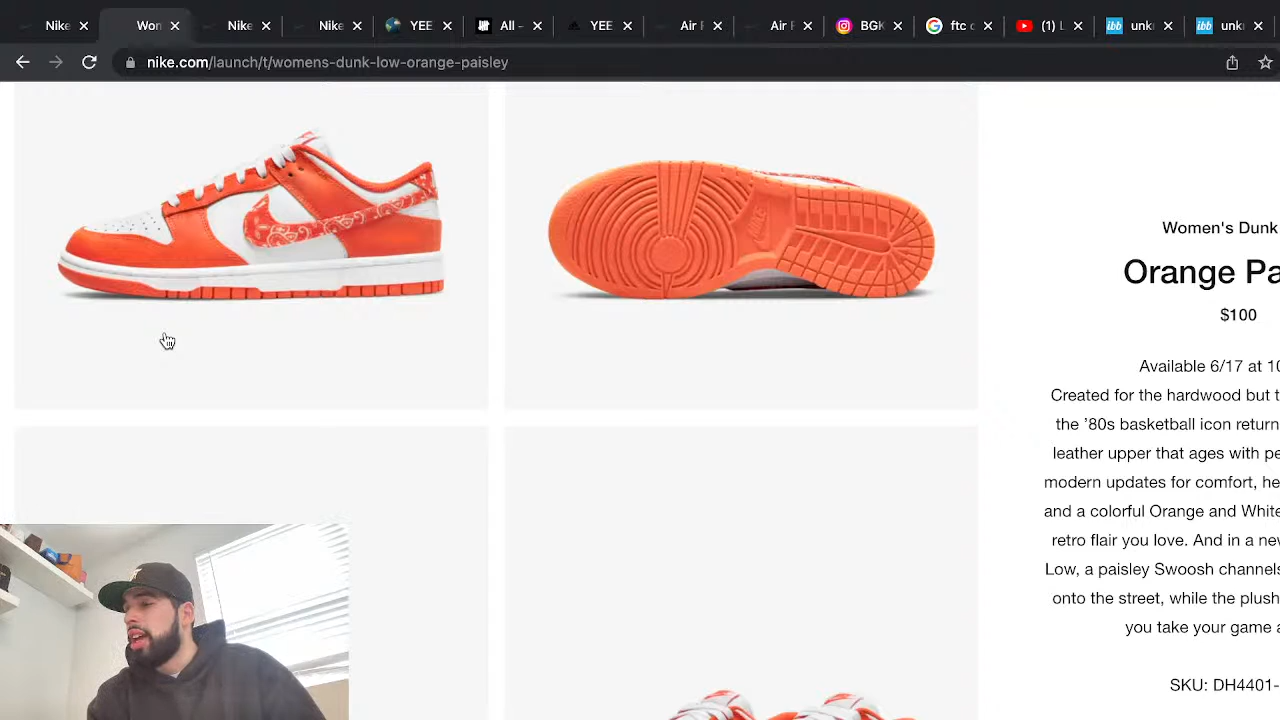 Nike
Won
Nike
Nike
YEE
All -
YEE
Air F
Air F
BGK
ftc c
(1) L
ibb
unk
ibb
unk
nike.com/launch/t/womens-dunk-low-orange-paisley
NIKE
Women's Dunk
Orange Pa
$100
Available 6/17 at 10
Created for the hardwood but t
the '80s basketball icon return
leather upper that ages with pe
modern updates for comfort, he
and a colorful Orange and White
retro flair you love. And in a nev
Low, a paisley Swoosh channels
onto the street, while the plush
you take your game a
SKU: DH4401-